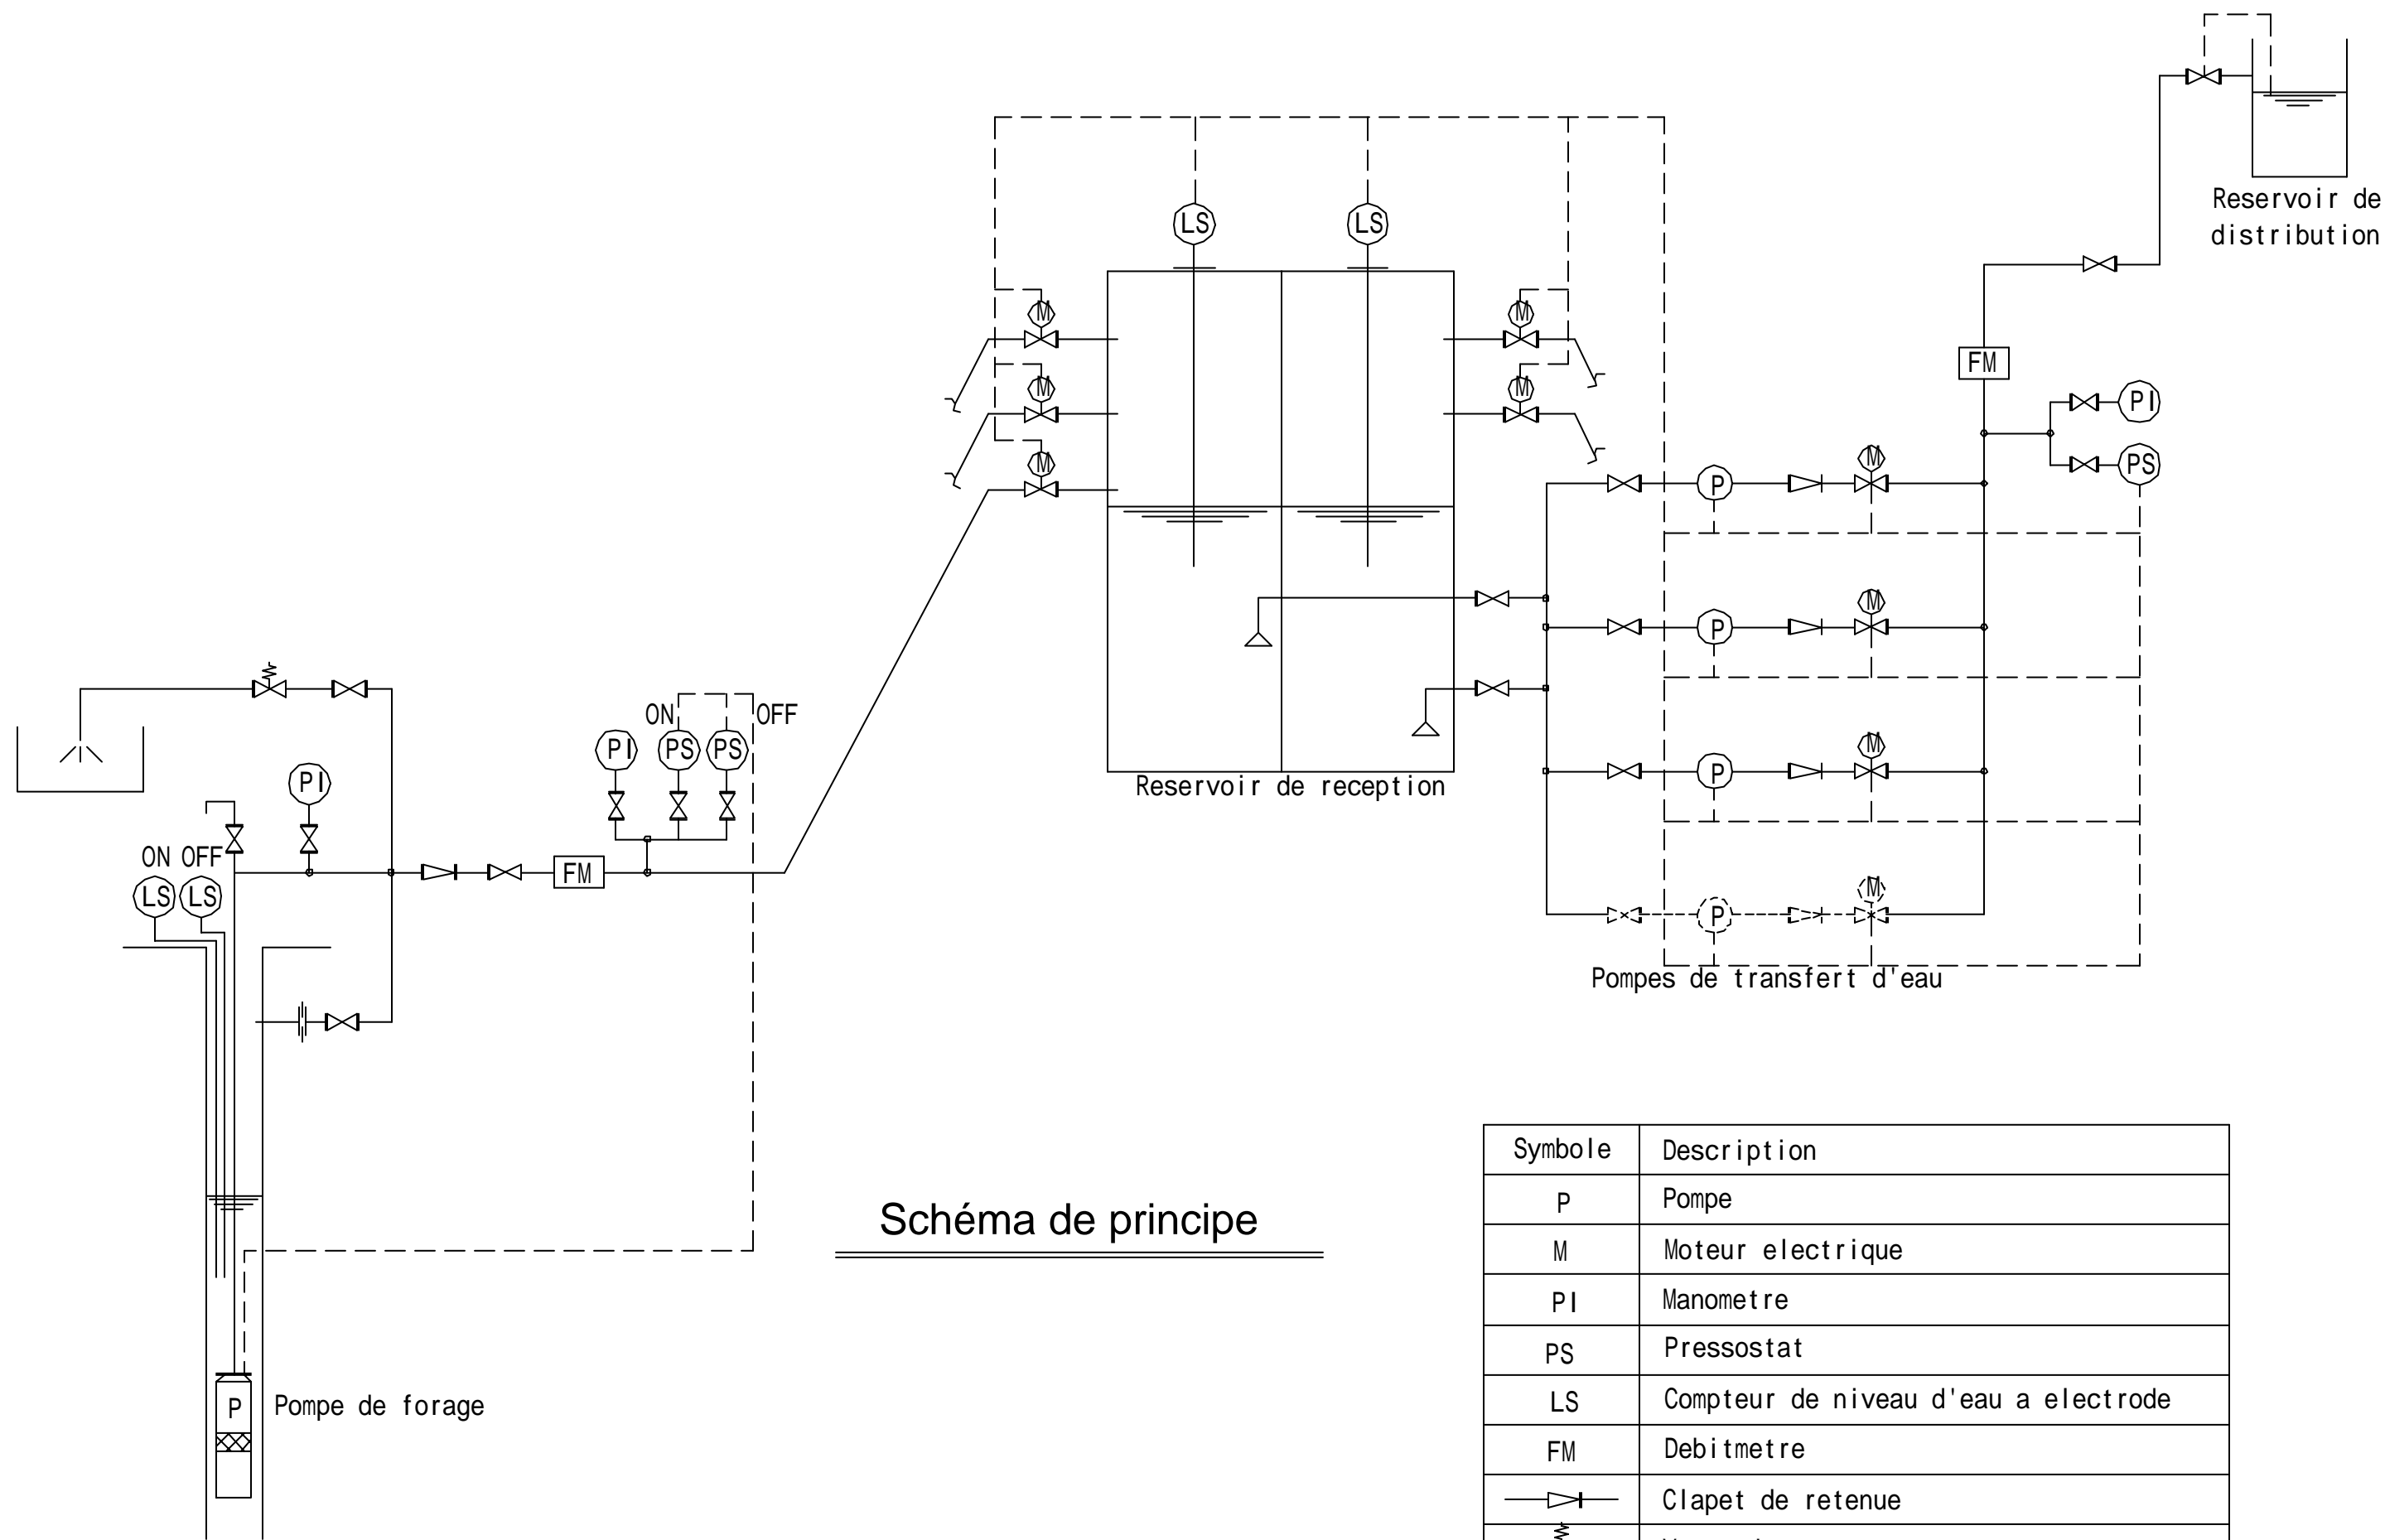 Reservoir de
distribution
LS
LS
M
M
M
M
M
FM
PI
PS
P
M
P
M
P
M
P
M
Reservoir de reception
Pompes de transfert d'eau
ON
OFF
PI
PS
PS
PI
ON OFF
LS
LS
FM
P
Pompe de forage
Schéma de principe
Symbole Description
P Pompe
M Moteur electrique
PI Manometre
PS Pressostat
LS Compteur de niveau d'eau a electrode
FM Debitmetre
Clapet de retenue